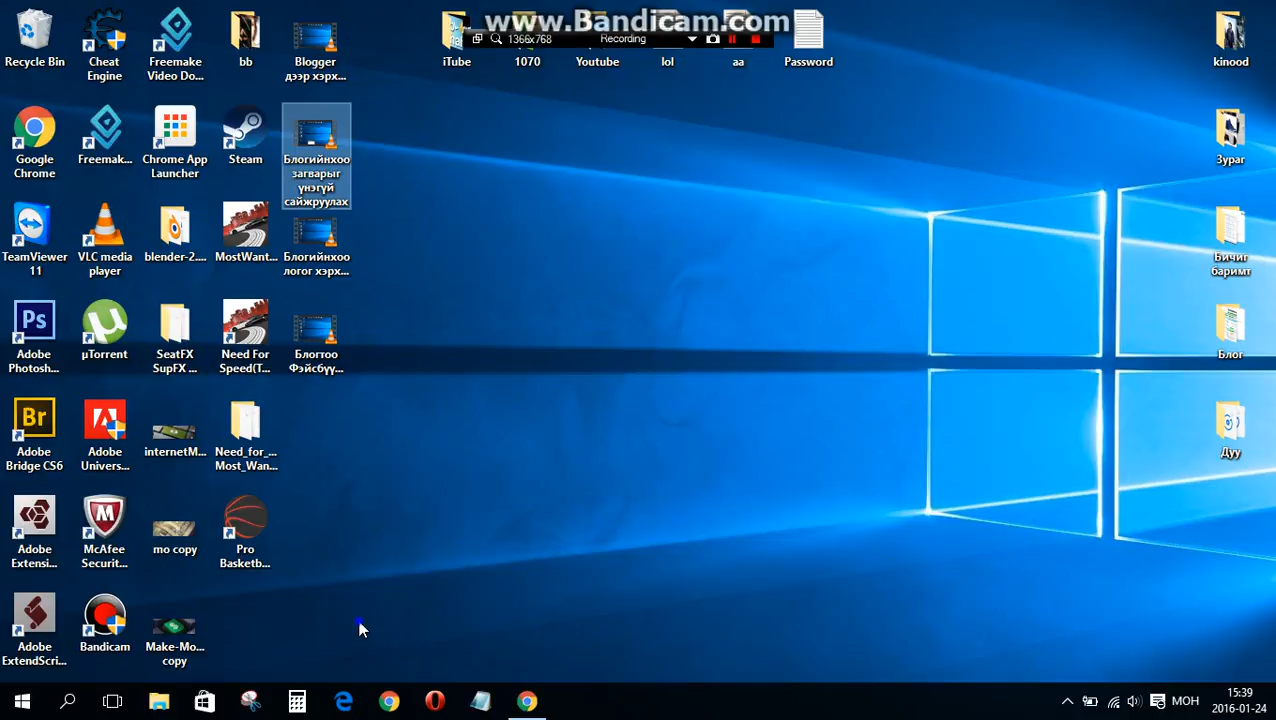 www.Bandicam.com
1366x768
Recording
Recycle Bin
Cheat
Engine
Freemake
Video Do...
bb
Blogger
дээр хэрх...
iTube
1070
Youtube
lol
aa
Password
kinood
Google
Chrome
Freemak...
Chrome App
Launcher
Steam
Блогийнхоо
загварыг
үнэгүй
сайжруулах
Зураг
TeamViewer
11
VLC media
player
blender-2....
MostWant...
Блогийнхоо
логог хэрх...
Бичиг
баримт
Ps
Adobe
Photosh...
µTorrent
SeatFX
SupFX ...
Need For
Speed(T...
Блогтоо
Фэйсбүү...
Блог
Br
Adobe
Bridge CS6
Adobe
Univers...
internetM...
Need_for_...
Most_Wan...
Дуу
Adobe
Extensi...
McAfee
Securit...
mo copy
Pro
Basketb...
Adobe
ExtendScri...
Bandicam
Make-Mo...
copy
МОН
15:39
2016-01-24